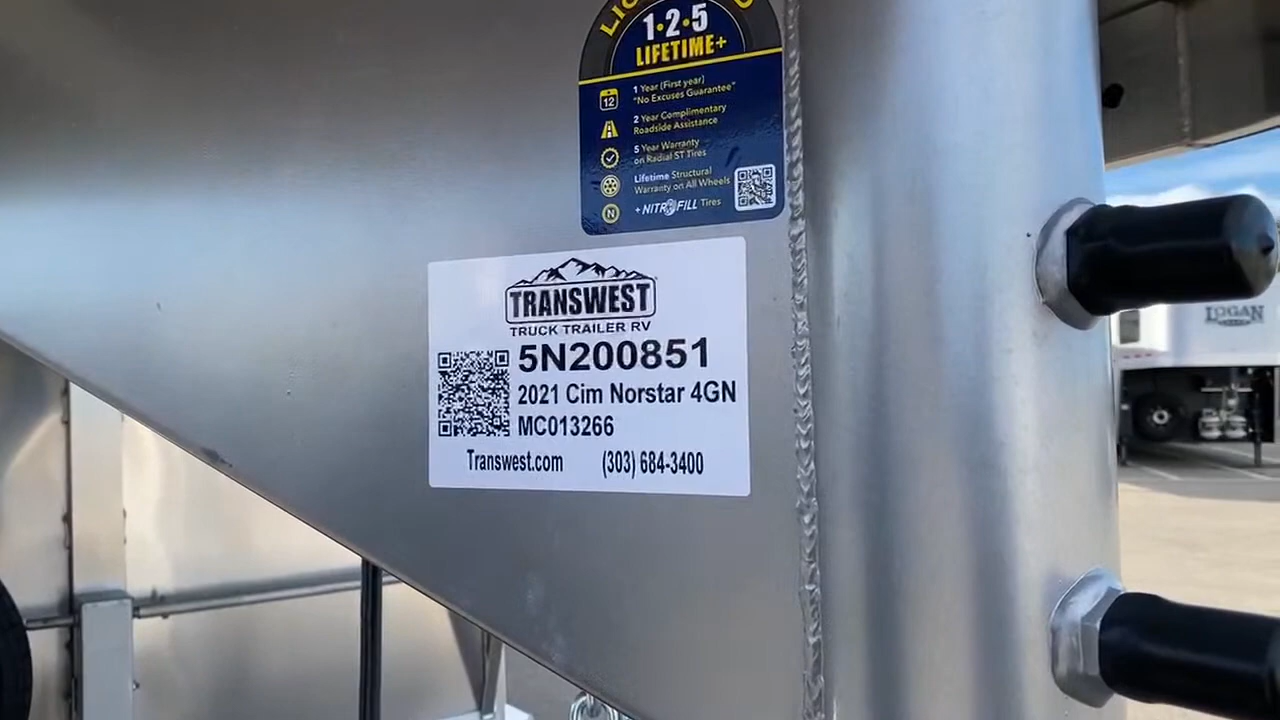 1•2•5
LIFETIME+
12
1 Year (First year)
"No Excuses Guarantee"
2 Year Complimentary
Roadside Assistance
5 Year Warranty
on Radial ST Tires
Lifetime Structural
Warranty on All Wheels
N
+ NITROFILL Tires
TRANSWEST
TRUCK TRAILER RV
5N200851
2021 Cim Norstar 4GN
MC013266
Transwest.com (303) 684-3400
LOGAN